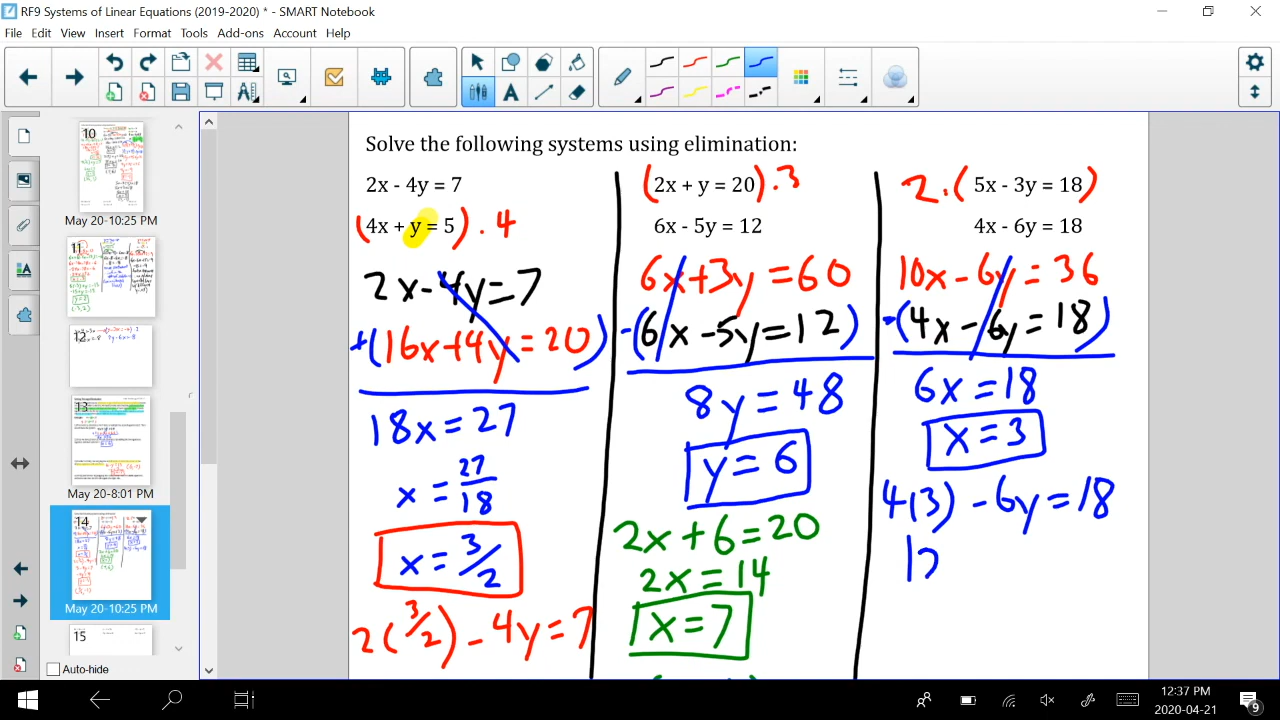 RF9 Systems of Linear Equations (2019-2020) * - SMART Notebook
File Edit View Insert Format Tools Add-ons Account Help
10
May 20-10:25 PM
11
12
13
May 20-8:01 PM
14
May 20-10:25 PM
15
Auto-hide
Solve the following systems using elimination:
2x - 4y = 7
(4x + y = 5) . 4
2x - 4y = 7
+(16x + 4y = 20)
18x = 27
x = 27/18
x = 3/2
2(3/2) - 4y = 7
(2x + y = 20) . 3
6x - 5y = 12
6x + 3y = 60
-(6x - 5y = 12)
8y = 48
y = 6
2x + 6 = 20
2x = 14
x = 7
2 . (5x - 3y = 18)
4x - 6y = 18
10x - 6y = 36
-(4x - 6y = 18)
6x = 18
x = 3
4(3) - 6y = 18
12:37 PM
2020-04-21
9